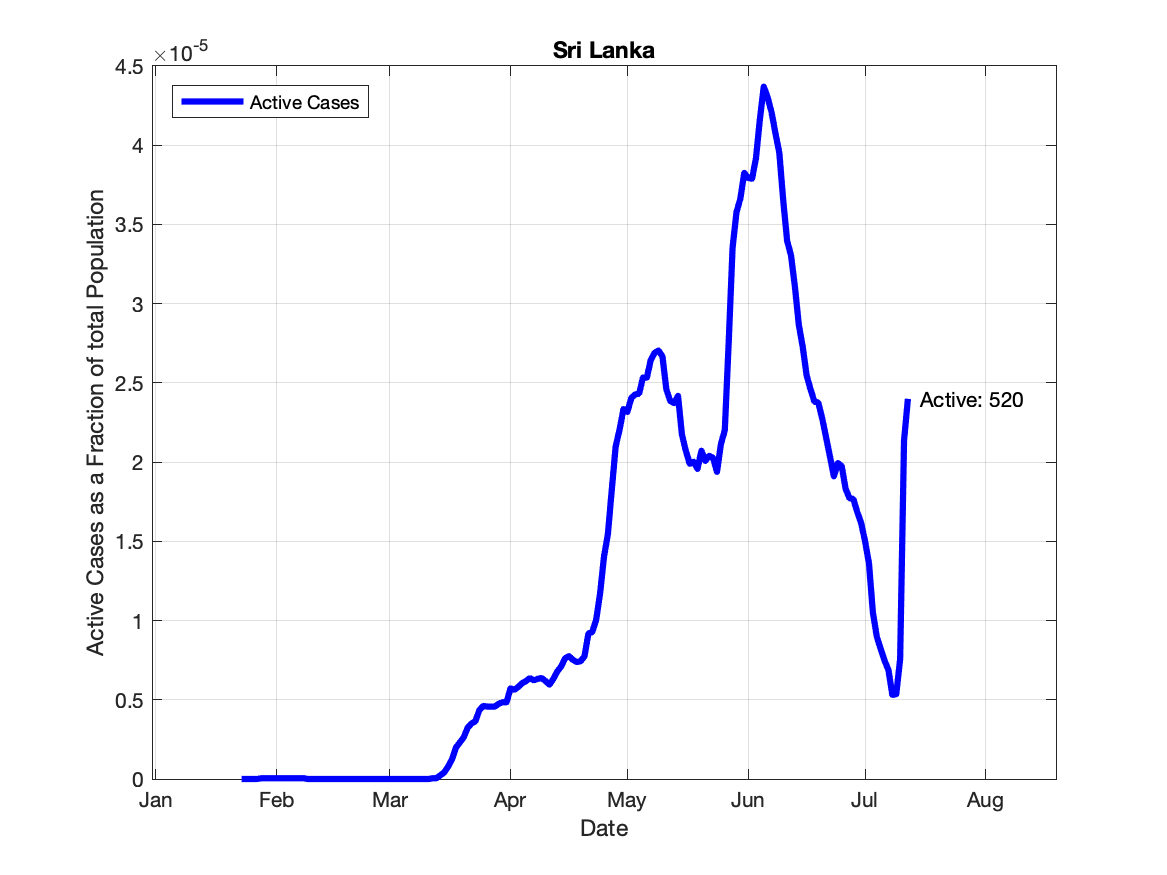 Sri Lanka
×10-5
4.5
4
3.5
3
2.5
2
1.5
1
0.5
0
Active Cases
Active: 520
Active Cases as a Fraction of total Population
Jan Feb Mar Apr May Jun Jul Aug
Date